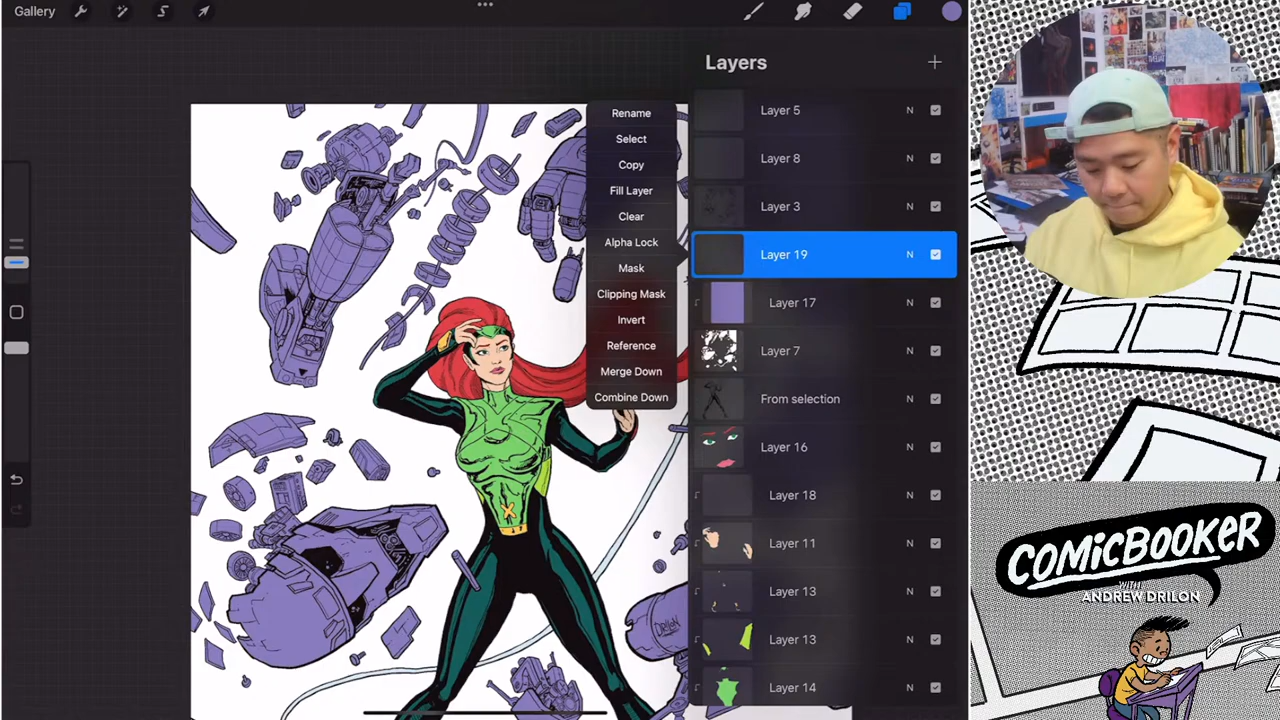 Gallery
Layers
Layer 5 N
Layer 8 N
Layer 3 N
Layer 19 N
Layer 17 N
Layer 7 N
From selection N
Layer 16 N
Layer 18 N
Layer 11 N
Layer 13 N
Layer 13 N
Layer 14 N
Rename
Select
Copy
Fill Layer
Clear
Alpha Lock
Mask
Clipping Mask
Invert
Reference
Merge Down
Combine Down
DRILON
COMICBOOKER
WITH
ANDREW DRILON